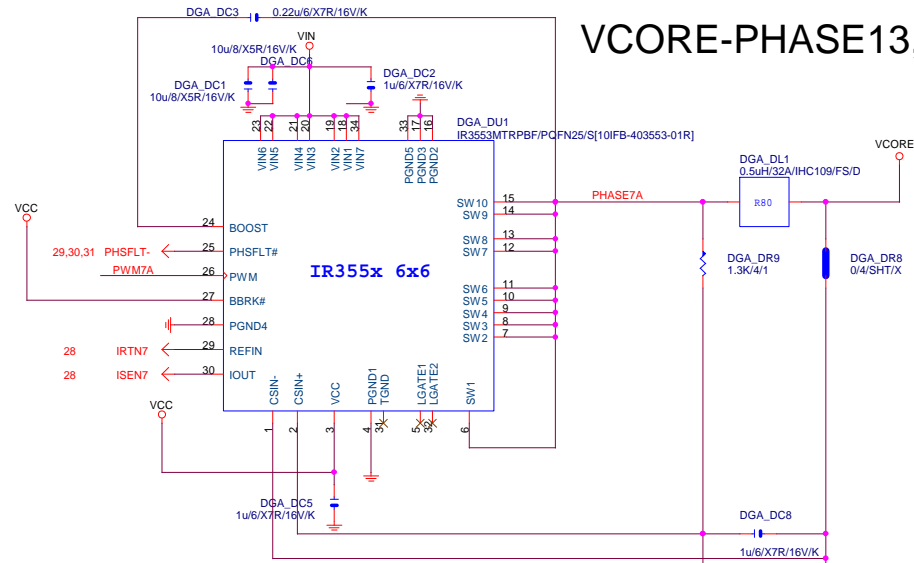 DGA_DC3 0.22u/6/X7R/16V/K
VCORE-PHASE13,
VIN
10u/8/X5R/16V/K
DGA_DC6
DGA_DC1
10u/8/X5R/16V/K
DGA_DC2
1u/6/X7R/16V/K
DGA_DU1
IR3553MTRPBF/PQFN25/S[10IFB-403553-01R]
23 22 21 20 19 18 34 33 17 16
VIN6 VIN5 VIN4 VIN3 VIN2 VIN1 VIN7 PGND5 PGND3 PGND2
DGA_DL1
0.5uH/32A/IHC109/FS/D
VCORE
R80
PHASE7A
VCC
24 BOOST
29,30,31 PHSFLT- 25 PHSFLT#
PWM7A 26 PWM
27 BBRK#
28 PGND4
28 IRTN7 29 REFIN
28 ISEN7 30 IOUT
IR355x 6x6
SW10 15
SW9 14
SW8 13
SW7 12
SW6 11
SW5 10
SW4 9
SW3 8
SW2 7
DGA_DR9
1.3K/4/1
DGA_DR8
0/4/SHT/X
CSIN- CSIN+ VCC PGND1 TGND LGATE1 LGATE2 SW1
1 2 3 4 31 5 32 6
VCC
DGA_DC5
1u/6/X7R/16V/K
DGA_DC8
1u/6/X7R/16V/K